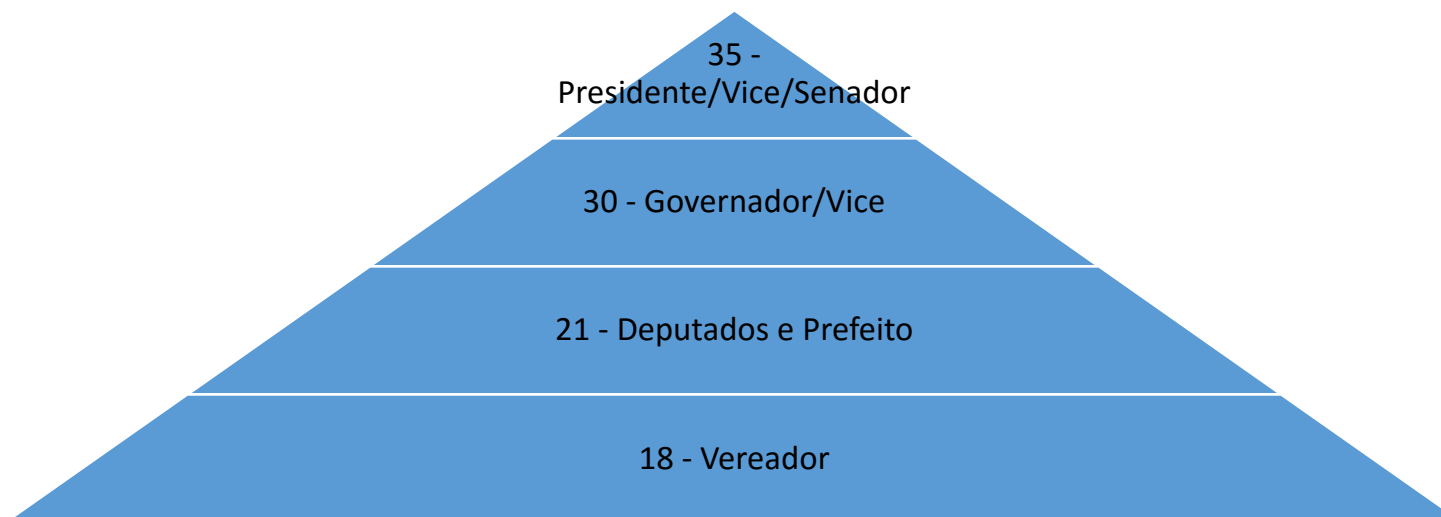 35 -
Presidente/Vice/Senador
30 - Governador/Vice
21 - Deputados e Prefeito
18 - Vereador